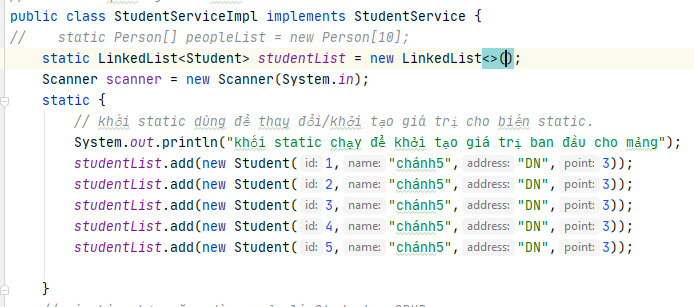 public class StudentServiceImpl implements StudentService {
//    static Person[] peopleList = new Person[10];
static LinkedList<Student> studentList = new LinkedList<>();
Scanner scanner = new Scanner(System.in);
static {
// khối static dùng để thay đổi/khởi tạo giá trị cho biến static.
System.out.println("khối static chạy để khởi tạo giá trị ban đầu cho mảng");
studentList.add(new Student( id: 1, name: "chánh5", address: "DN", point: 3));
studentList.add(new Student( id: 2, name: "chánh5", address: "DN", point: 3));
studentList.add(new Student( id: 3, name: "chánh5", address: "DN", point: 3));
studentList.add(new Student( id: 4, name: "chánh5", address: "DN", point: 3));
studentList.add(new Student( id: 5, name: "chánh5", address: "DN", point: 3));
}